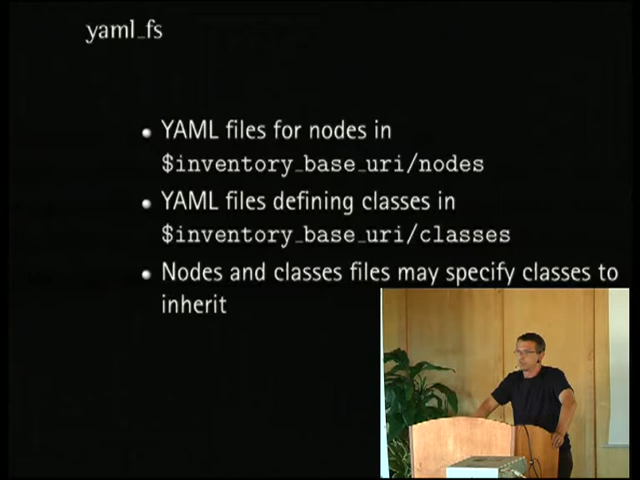 yaml_fs
YAML files for nodes in
$inventory_base_uri/nodes
YAML files defining classes in
$inventory_base_uri/classes
Nodes and classes files may specify classes to
inherit